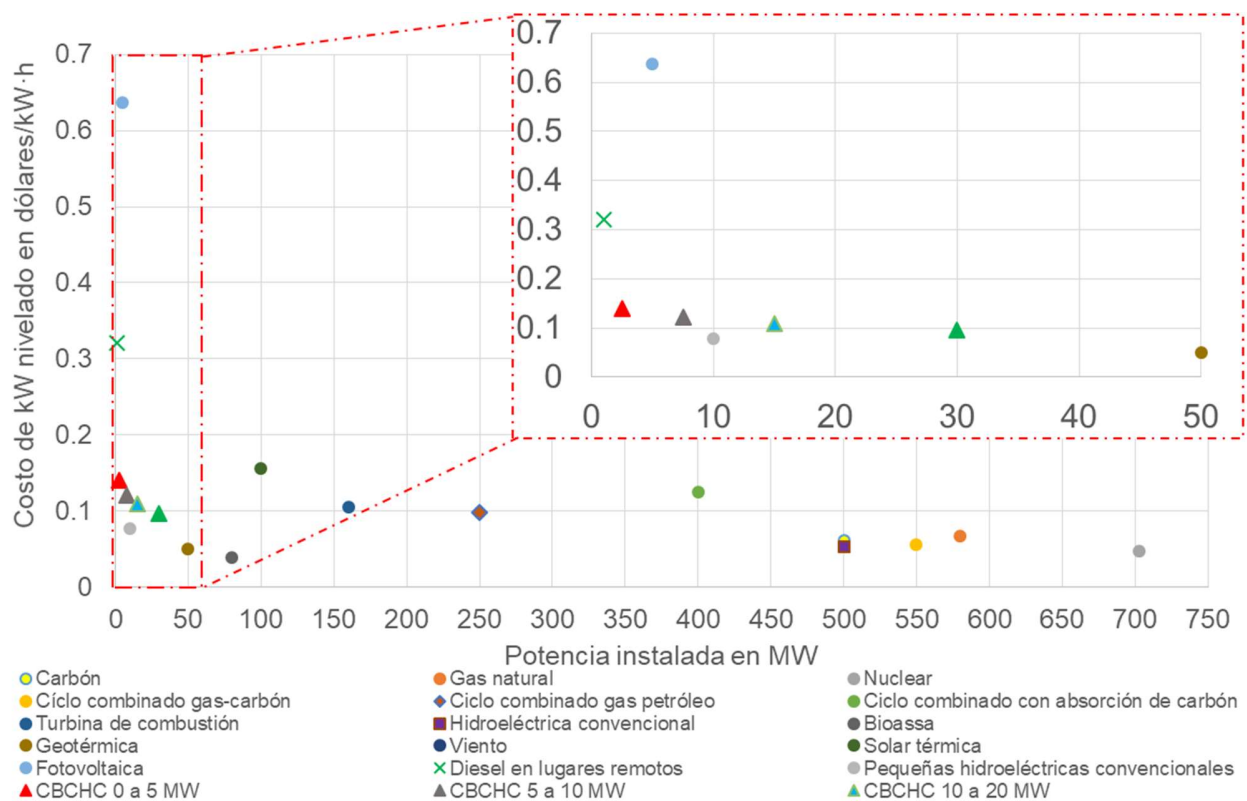 Costo de kW nivelado en dólares/kW·h
0.7
0.6
0.5
0.4
0.3
0.2
0.1
0
0 50 100 150 200 250 300 350 400 450 500 550 600 650 700 750
Potencia instalada en MW
0.7
0.6
0.5
0.4
0.3
0.2
0.1
0
0 10 20 30 40 50
Carbón Gas natural Nuclear
Cíclo combinado gas-carbón Ciclo combinado gas petróleo Ciclo combinado con absorción de carbón
Turbina de combustión Hidroeléctrica convencional Bioassa
Geotérmica Viento Solar térmica
Fotovoltaica Diesel en lugares remotos Pequeñas hidroeléctricas convencionales
CBCHC 0 a 5 MW CBCHC 5 a 10 MW CBCHC 10 a 20 MW